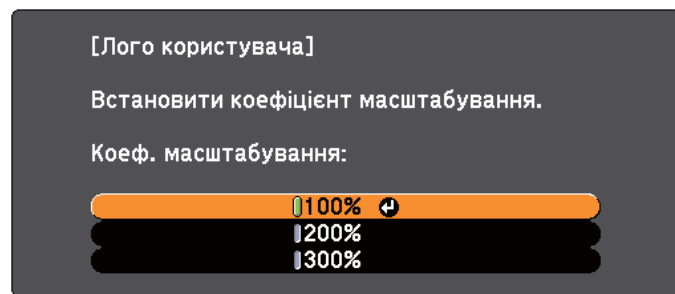 [Лого користувача]
Встановити коефіцієнт масштабування.
Коеф. масштабування:
100%
200%
300%